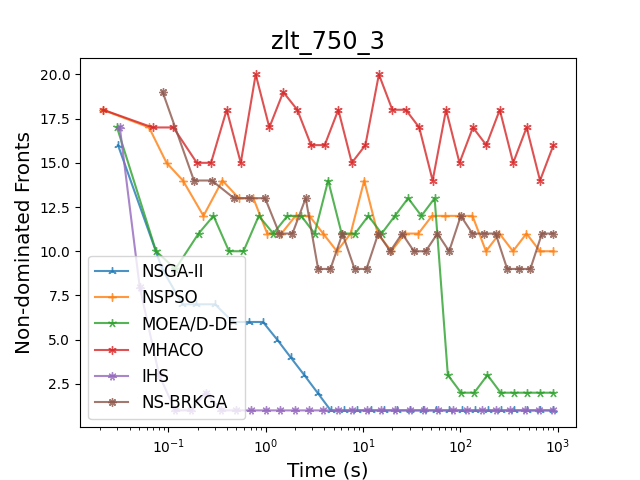 zlt_750_3
Non-dominated Fronts
20.0
17.5
15.0
12.5
10.0
7.5
5.0
2.5
NSGA-II
NSPSO
MOEA/D-DE
MHACO
IHS
NS-BRKGA
10⁻¹ 10⁰ 10¹ 10² 10³
Time (s)